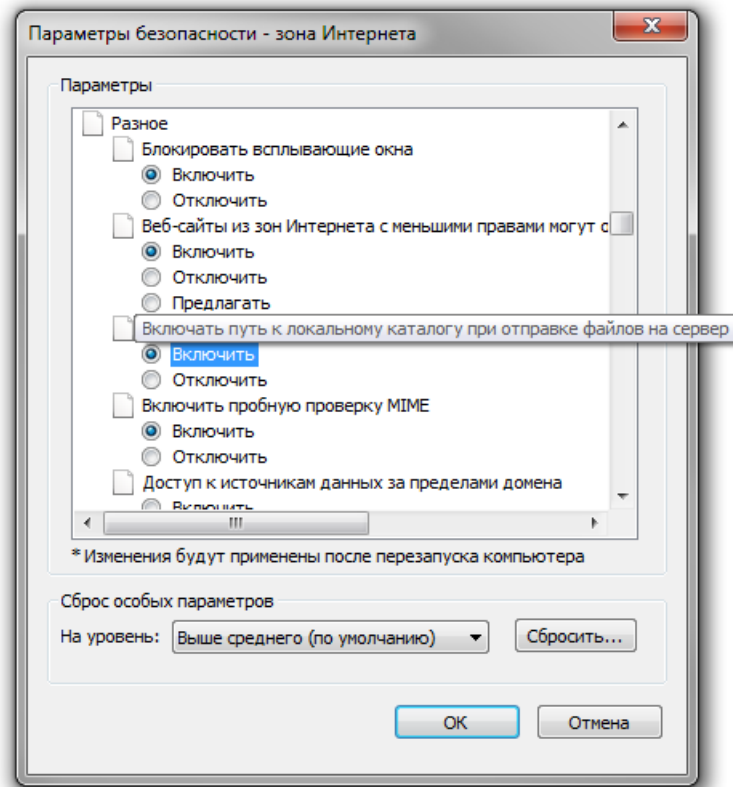 Параметры безопасности - зона Интернета
Параметры
Разное
Блокировать всплывающие окна
Включить
Отключить
Веб-сайты из зон Интернета с меньшими правами могут о
Включить
Отключить
Предлагать
Включать путь к локальному каталогу при отправке файлов на сервер
Включить
Отключить
Включить пробную проверку MIME
Включить
Отключить
Доступ к источникам данных за пределами домена
Включить
* Изменения будут применены после перезапуска компьютера
Сброс особых параметров
На уровень: Выше среднего (по умолчанию) Сбросить...
ОК Отмена